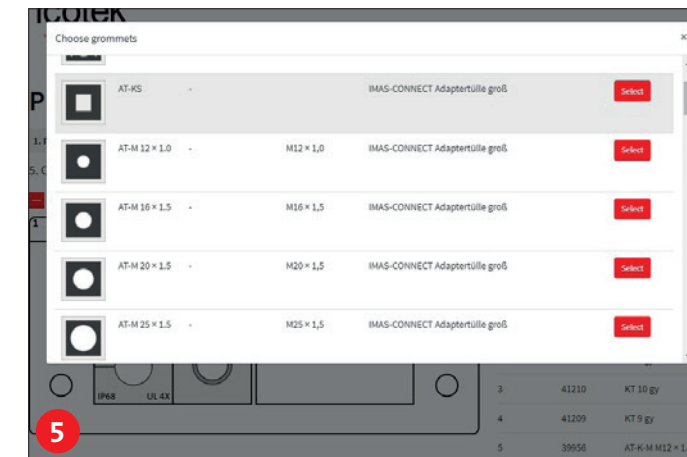 icotek
Choose grommets ×
AT-KS - IMAS-CONNECT Adaptertülle groß Select
AT-M 12 × 1.0 - M12 × 1,0 IMAS-CONNECT Adaptertülle groß Select
AT-M 16 × 1.5 - M16 × 1,5 IMAS-CONNECT Adaptertülle groß Select
AT-M 20 × 1.5 - M20 × 1,5 IMAS-CONNECT Adaptertülle groß Select
AT-M 25 × 1.5 - M25 × 1,5 IMAS-CONNECT Adaptertülle groß Select
P
1.
5.
1
IP68 UL 4X
3 41210 KT 10 gy
4 41209 KT 9 gy
5 39956 AT-K-M M12 × 1.
5